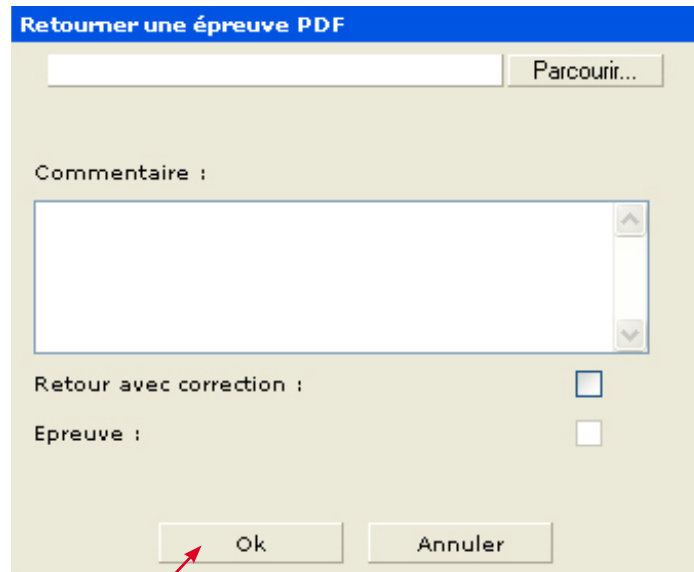 Retourner une épreuve PDF
Parcourir...
Commentaire :
Retour avec correction :
Epreuve :
Ok Annuler